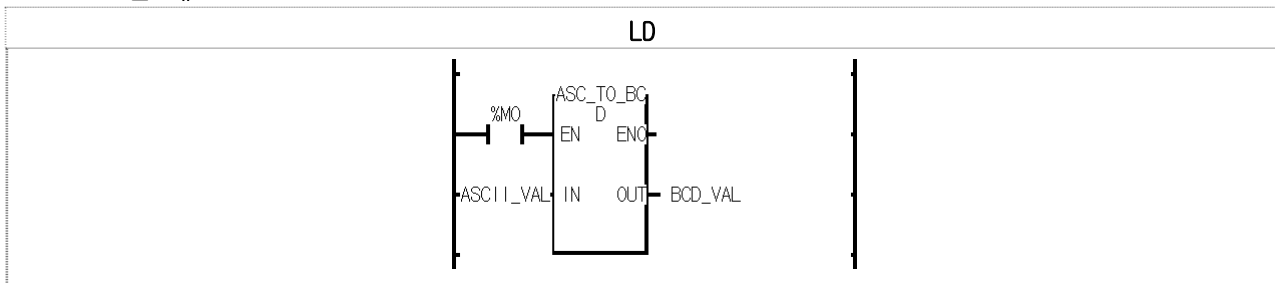 LD
ASC_TO_BC
D
%M0
EN ENO
ASCII_VAL IN OUT BCD_VAL